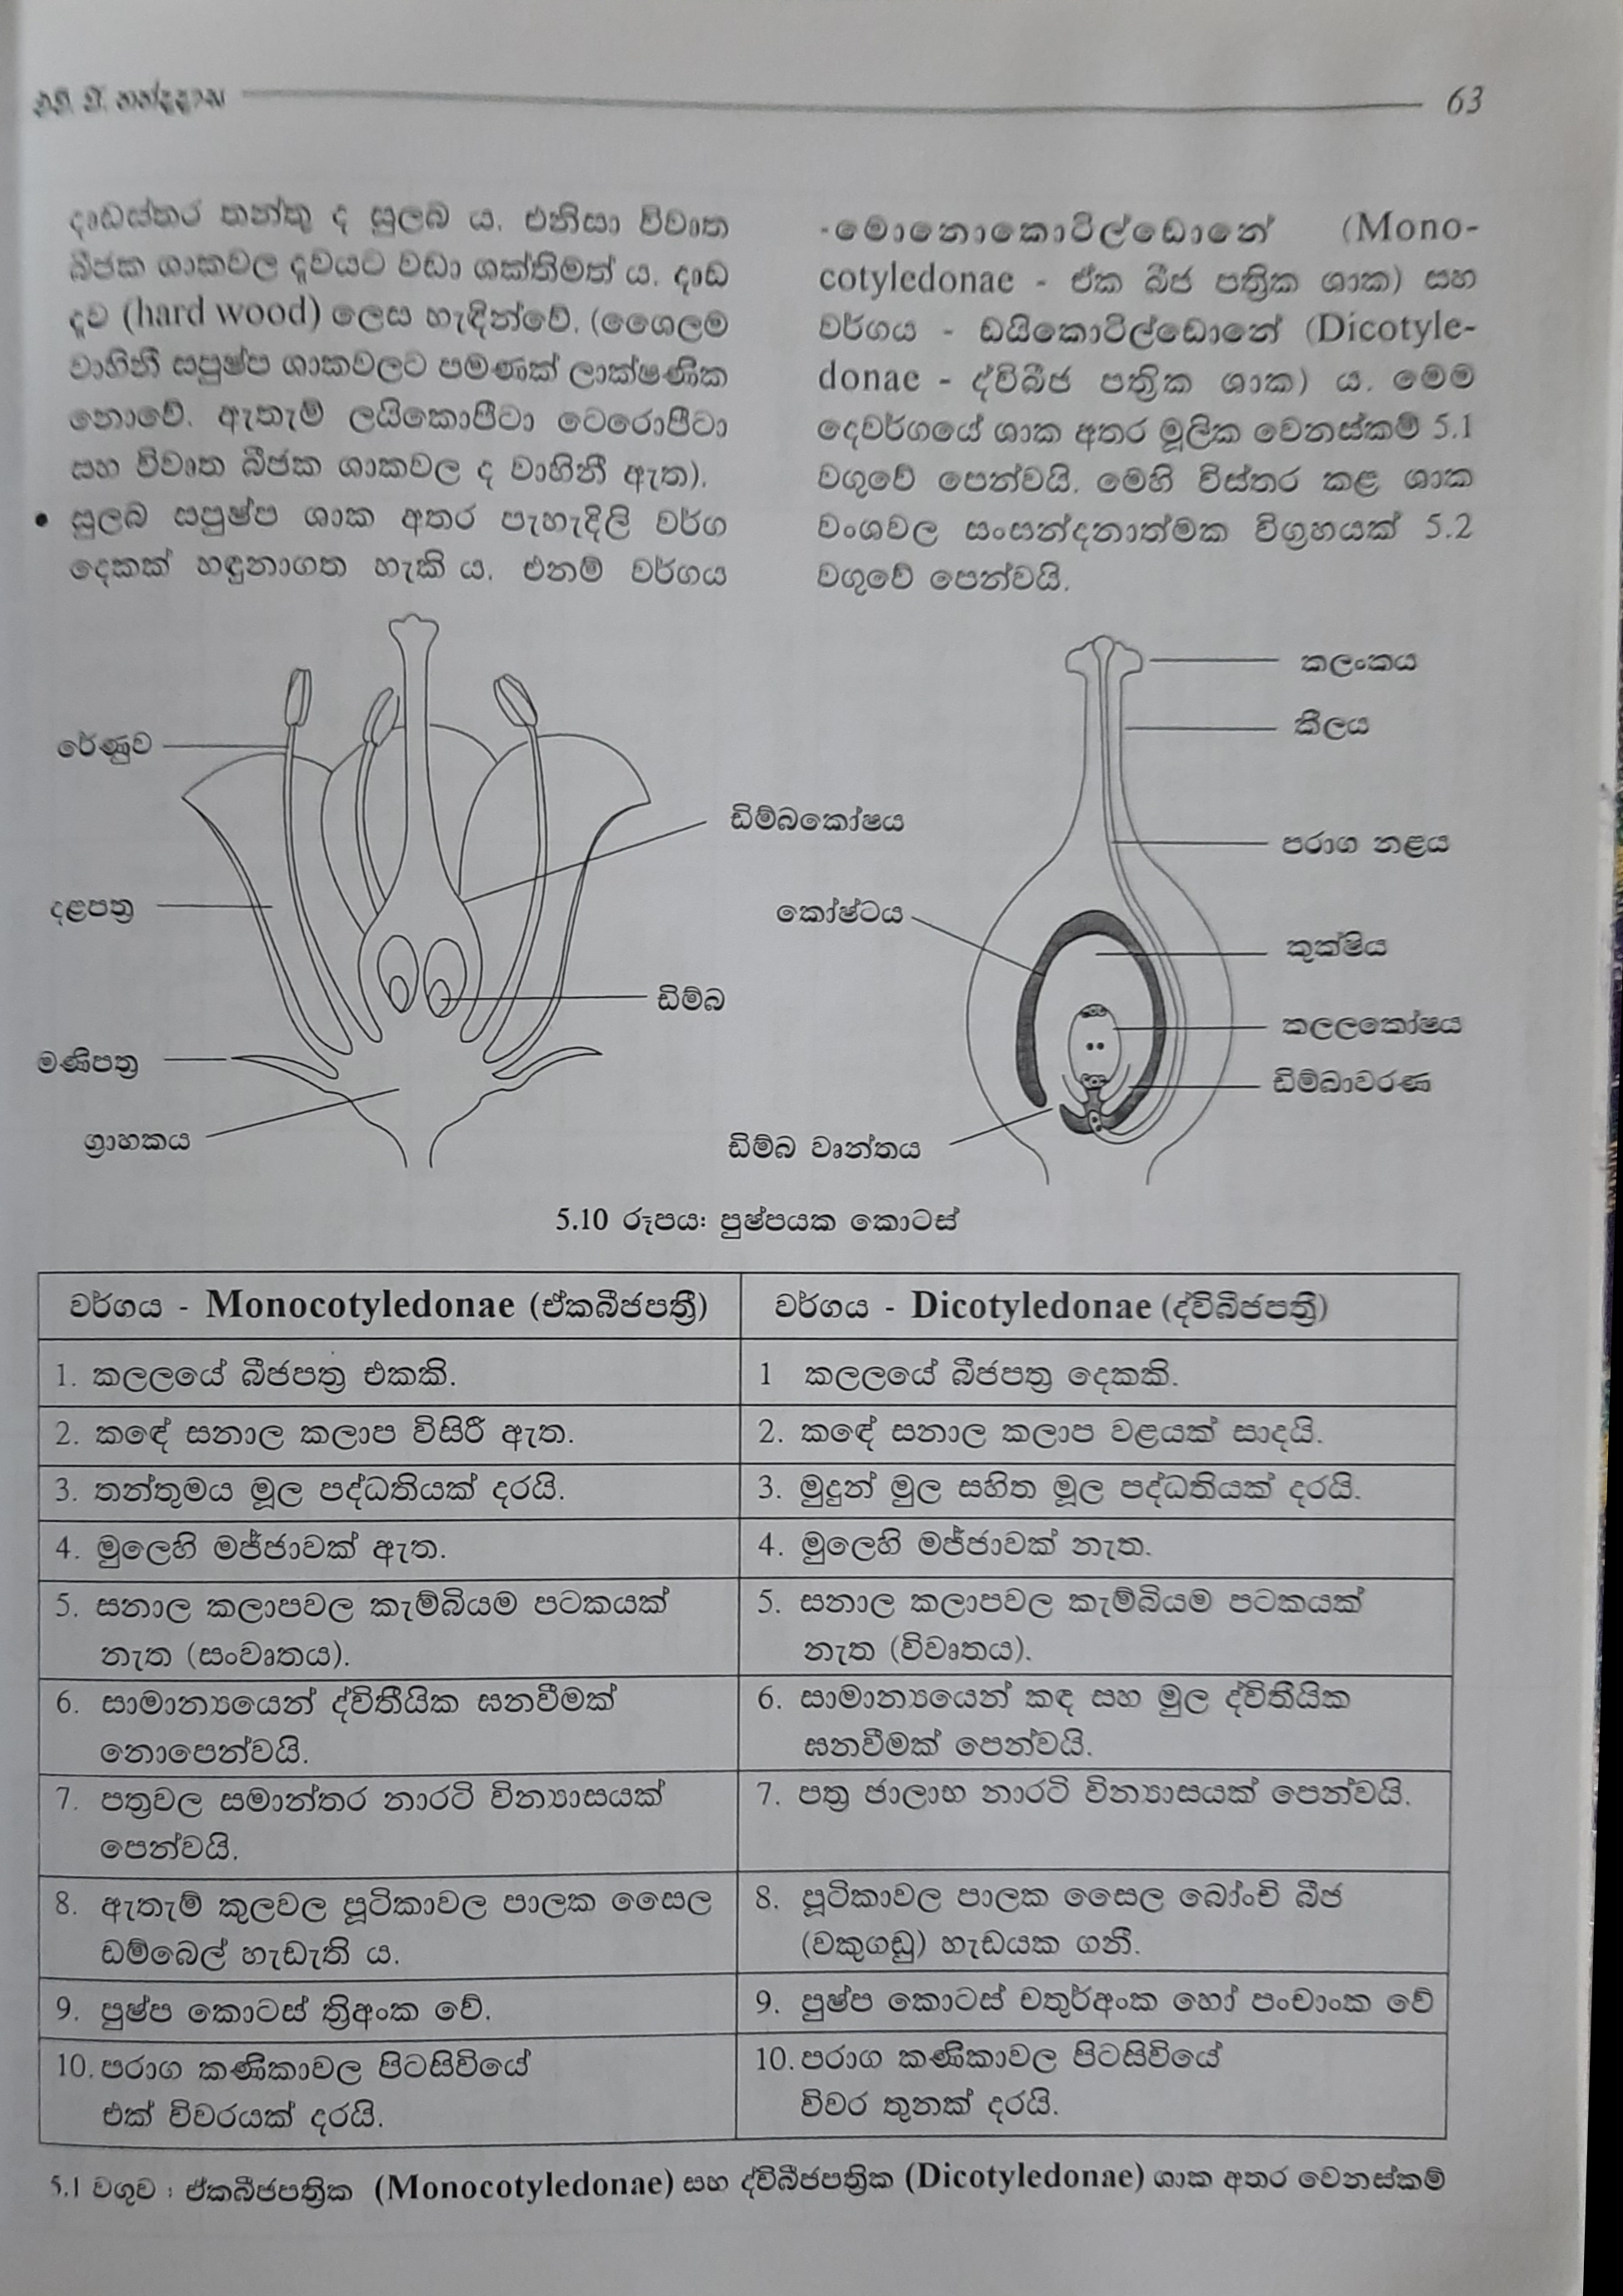 එච්. ඒ. නන්දදාස 63
දෘඩස්තර තන්තු ද සුලබ ය. එනිසා විවෘත
බීජක ශාකවල දූවයට වඩා ශක්තිමත් ය. දෘඩ
දූව (hard wood) ලෙස හැඳින්වේ. (ශෛලම
වාහිනී සපුෂ්ප ශාකවලට පමණක් ලාක්ෂණික
නොවේ. ඇතැම් ලයිකොපීටා ටෙරොපීටා
සහ විවෘත බීජක ශාකවල ද වාහිනී ඇත).
• සුලබ සපුෂ්ප ශාක අතර පැහැදිලි වර්ග
දෙකක් හඳුනාගත හැකි ය. එනම් වර්ගය
-මොනොකොටිල්ඩොනේ (Mono-
cotyledonae - ඒක බීජ පත්‍රික ශාක) සහ
වර්ගය - ඩයිකොටිල්ඩොනේ (Dicotyle-
donae - ද්විබීජ පත්‍රික ශාක) ය. මෙම
දෙවර්ගයේ ශාක අතර මූලික වෙනස්කම් 5.1
වගුවේ පෙන්වයි. මෙහි විස්තර කළ ශාක
වංශවල සංසන්දනාත්මක විග්‍රහයක් 5.2
වගුවේ පෙන්වයි.
රේණුව
දළපත්‍ර
මණිපත්‍ර
ග්‍රාහකය
ඩිම්බකෝෂය
ඩිම්බ
කලංකය
කීලය
පරාග නළය
කෝෂ්ටය
කුක්ෂිය
කලලකෝෂය
ඩිම්බාවරණ
ඩිම්බ වෘන්තය
5.10 රූපය: පුෂ්පයක කොටස්
වර්ගය - Monocotyledonae (ඒකබීජපත්‍රී) වර්ගය - Dicotyledonae (ද්විබීජපත්‍රී)
1. කලලයේ බීජපත්‍ර එකකි. 1 කලලයේ බීජපත්‍ර දෙකකි.
2. කඳේ සනාල කලාප විසිරී ඇත. 2. කඳේ සනාල කලාප වළයක් සාදයි.
3. තන්තුමය මූල පද්ධතියක් දරයි. 3. මුදුන් මුල සහිත මූල පද්ධතියක් දරයි.
4. මුලෙහි මජ්ජාවක් ඇත. 4. මුලෙහි මජ්ජාවක් නැත.
5. සනාල කලාපවල කැම්බියම පටකයක් 5. සනාල කලාපවල කැම්බියම පටකයක්
නැත (සංවෘතය). නැත (විවෘතය).
6. සාමාන්‍යයෙන් ද්විතීයික ඝනවීමක් 6. සාමාන්‍යයෙන් කඳ සහ මුල ද්විතීයික
නොපෙන්වයි. ඝනවීමක් පෙන්වයි.
7. පත්‍රවල සමාන්තර නාරටි වින්‍යාසයක් 7. පත්‍ර ජාලාභ නාරටි වින්‍යාසයක් පෙන්වයි.
පෙන්වයි.
8. ඇතැම් කුලවල පූටිකාවල පාලක සෛල 8. පූටිකාවල පාලක සෛල බෝංචි බීජ
ඩම්බෙල් හැඩැති ය. (වකුගඩු) හැඩයක ගනී.
9. පුෂ්ප කොටස් ත්‍රිඅංක වේ. 9. පුෂ්ප කොටස් චතුර්අංක හෝ පංචාංක වේ
10. පරාග කණිකාවල පිටසිවියේ 10. පරාග කණිකාවල පිටසිවියේ
එක් විවරයක් දරයි. විවර තුනක් දරයි.
5.1 වගුව : ඒකබීජපත්‍රික (Monocotyledonae) සහ ද්විබීජපත්‍රික (Dicotyledonae) ශාක අතර වෙනස්කම්